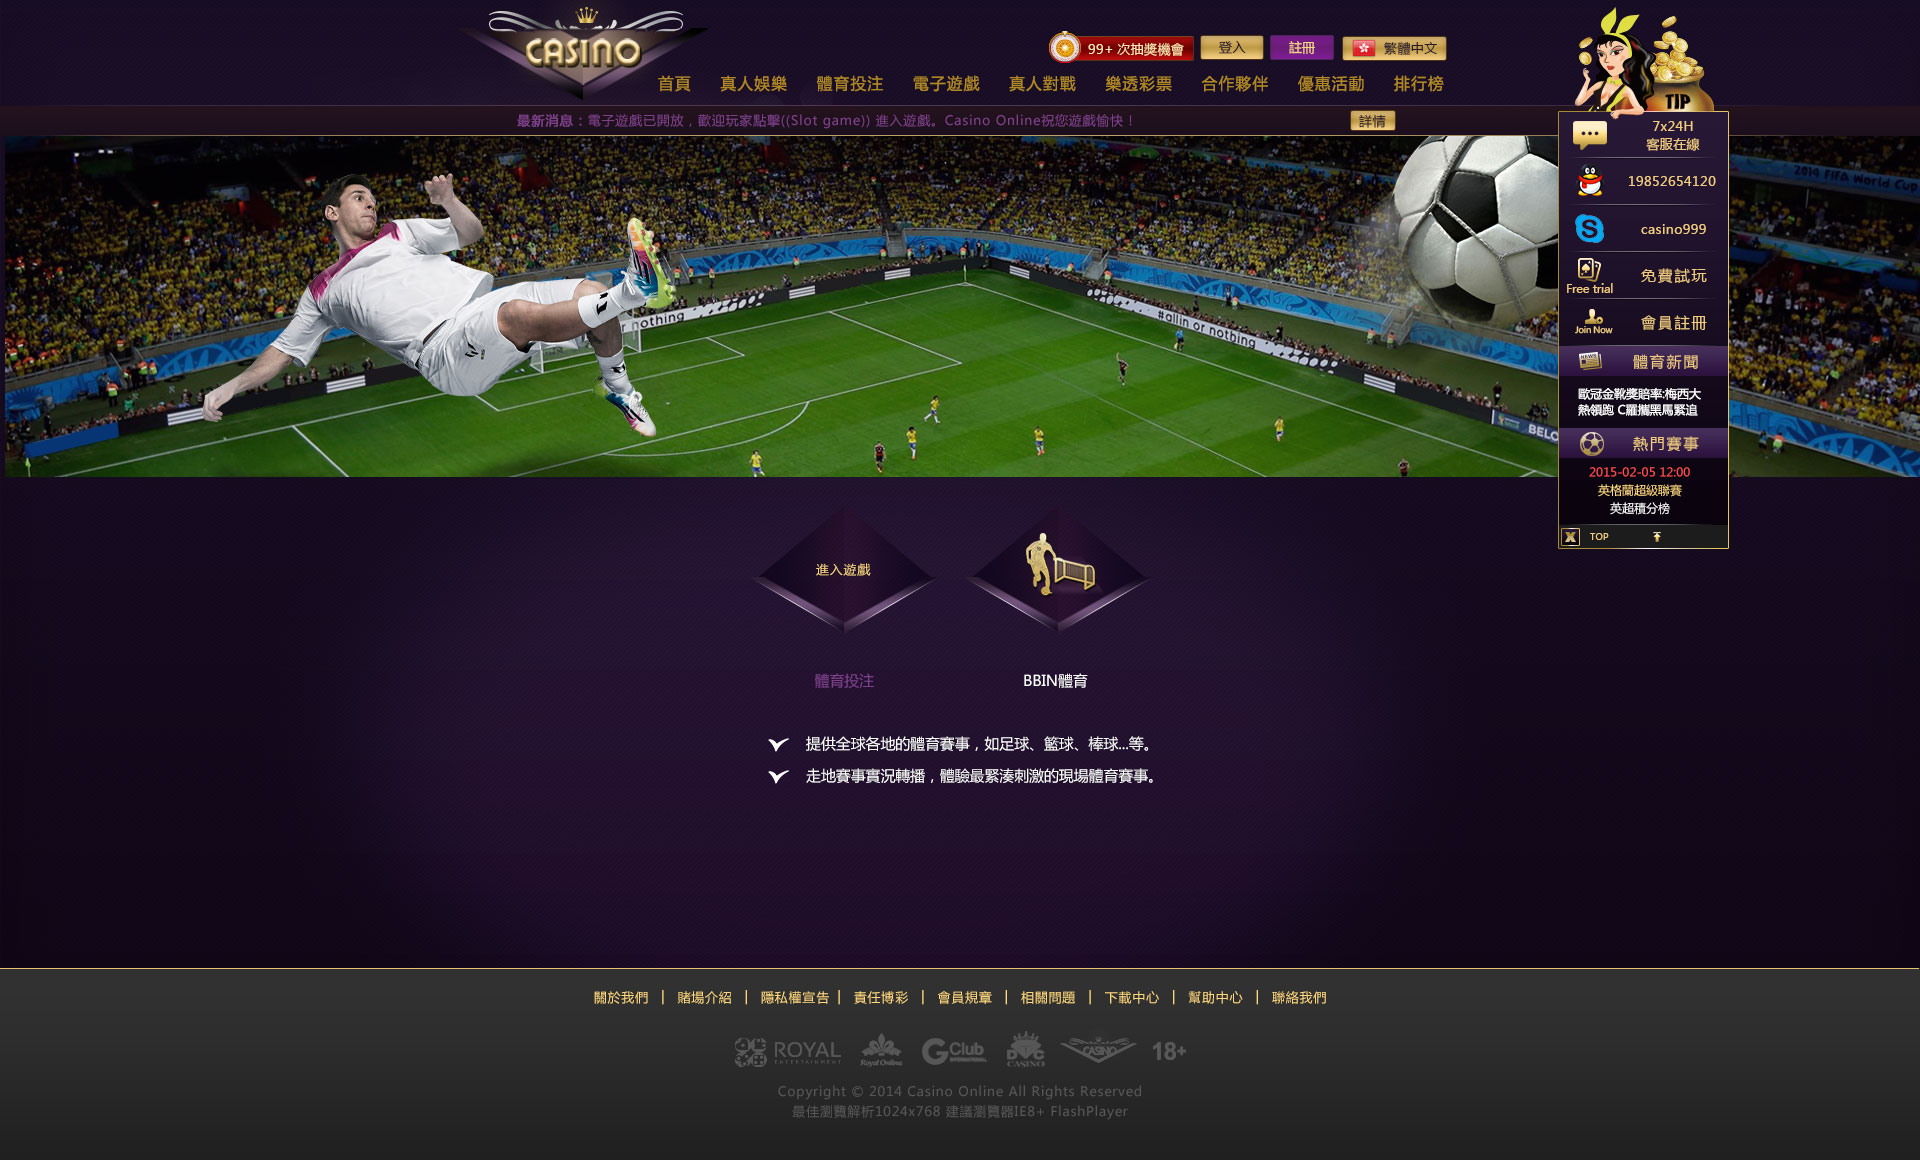 CASINO
99+ 次抽獎機會
登入
註冊
繁體中文
首頁 真人娛樂 體育投注 電子遊戲 真人對戰 樂透彩票 合作夥伴 優惠活動 排行榜
TIP
最新消息：電子遊戲已開放，歡迎玩家點擊((Slot game)) 進入遊戲。Casino Online祝您遊戲愉快！
詳情
7x24H
客服在線
19852654120
casino999
Free trial 免費試玩
Join Now 會員註冊
NEWS 體育新聞
歐冠金靴獎賠率:梅西大
熱領跑 C羅攜黑馬緊追
熱門賽事
2015-02-05 12:00
英格蘭超級聯賽
英超積分榜
X TOP
2014 FIFA World Cup
nothing
#allin or nothing
BELO
進入遊戲
體育投注
BBIN體育
提供全球各地的體育賽事，如足球、籃球、棒球...等。
走地賽事實況轉播，體驗最緊湊刺激的現場體育賽事。
關於我們 | 賭場介紹 | 隱私權宣告 | 責任博彩 | 會員規章 | 相關問題 | 下載中心 | 幫助中心 | 聯絡我們
ROYAL
ENTERTAINMENT
Royal Online
GClub
CASINO
CASINO
18+
Copyright © 2014 Casino Online All Rights Reserved
最佳瀏覽解析1024x768 建議瀏覽器IE8+ FlashPlayer